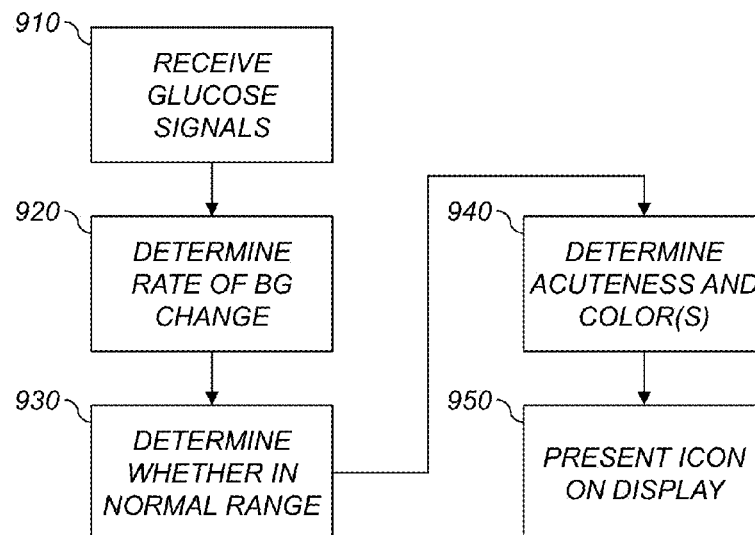 910
RECEIVE
GLUCOSE
SIGNALS
920
DETERMINE
RATE OF BG
CHANGE
930
DETERMINE
WHETHER IN
NORMAL RANGE
940
DETERMINE
ACUTENESS AND
COLOR(S)
950
PRESENT ICON
ON DISPLAY